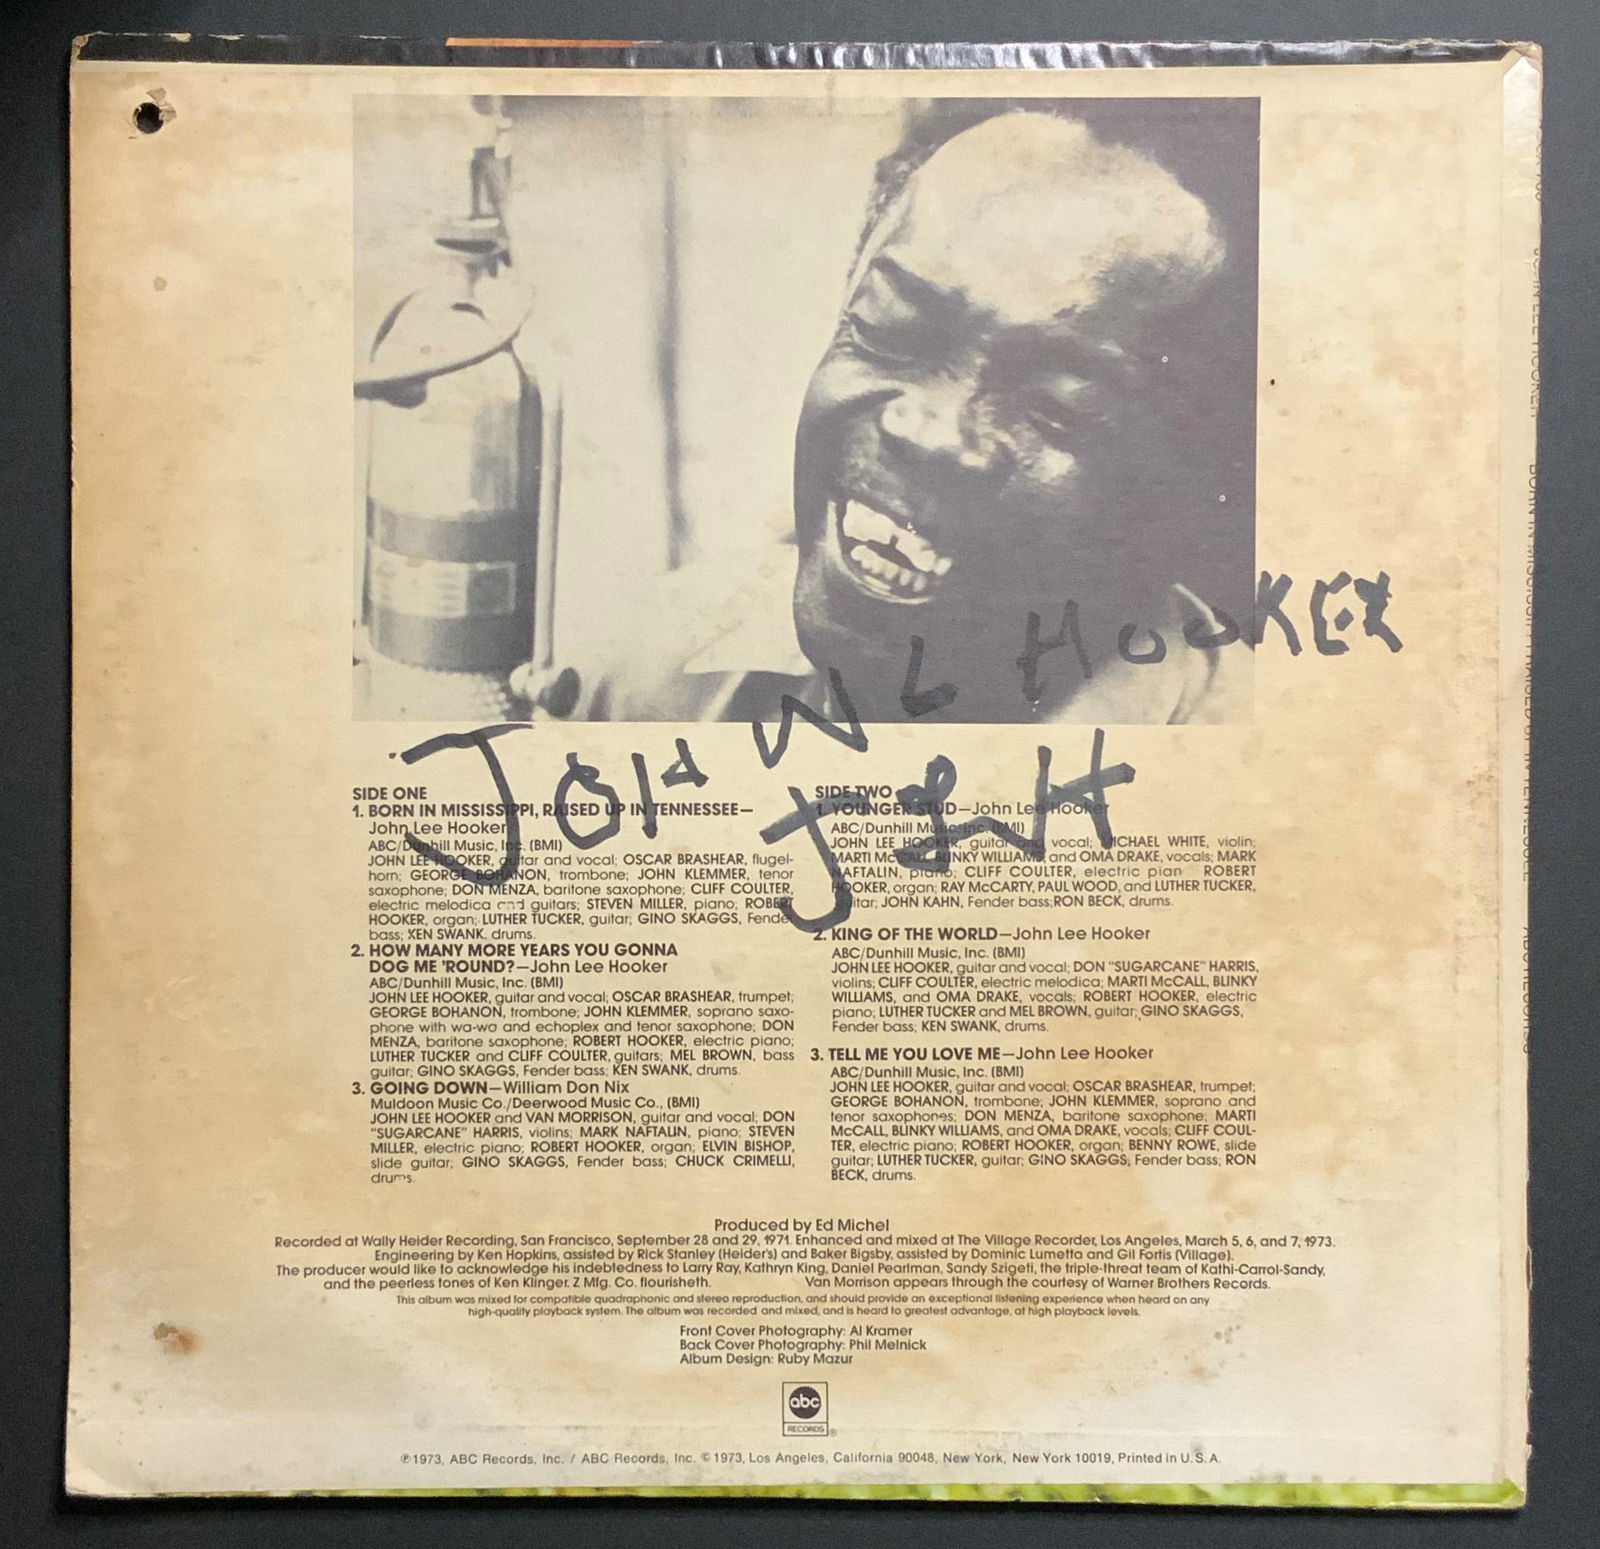 JOHN L HOOKER
SIDE ONE
1. BORN IN MISSISSIPPI, RAISED UP IN TENNESSEE—
John Lee Hooker
ABC/Dunhill Music, Inc. (BMI)
JOHN LEE HOOKER, guitar and vocal; OSCAR BRASHEAR, flugel-
horn; GEORGE BOHANON, trombone; JOHN KLEMMER, tenor
saxophone; DON MENZA, baritone saxophone; CLIFF COULTER,
electric melodica and guitars; STEVEN MILLER, piano; ROBERT
HOOKER, organ; LUTHER TUCKER, guitar; GINO SKAGGS, Fender
bass; KEN SWANK, drums.
2. HOW MANY MORE YEARS YOU GONNA
DOG ME 'ROUND?—John Lee Hooker
ABC/Dunhill Music, Inc. (BMI)
JOHN LEE HOOKER, guitar and vocal; OSCAR BRASHEAR, trumpet;
GEORGE BOHANON, trombone; JOHN KLEMMER, soprano saxo-
phone with wa-wa and echoplex and tenor saxophone; DON
MENZA, baritone saxophone; ROBERT HOOKER, electric piano;
LUTHER TUCKER and CLIFF COULTER, guitars; MEL BROWN, bass
guitar; GINO SKAGGS, Fender bass; KEN SWANK, drums.
3. GOING DOWN—William Don Nix
Muldoon Music Co./Deerwood Music Co., (BMI)
JOHN LEE HOOKER and VAN MORRISON, guitar and vocal; DON
"SUGARCANE" HARRIS, violins; MARK NAFTALIN, piano; STEVEN
MILLER, electric piano; ROBERT HOOKER, organ; ELVIN BISHOP,
slide guitar; GINO SKAGGS, Fender bass; CHUCK CRIMELLI,
drums.
SIDE TWO
1. YOUNGER STUD—John Lee Hooker
ABC/Dunhill Music, Inc. (BMI)
JOHN LEE HOOKER, guitar and vocal; MICHAEL WHITE, violin;
MARTI McCALL, BLINKY WILLIAMS, and OMA DRAKE, vocals; MARK
NAFTALIN, piano; CLIFF COULTER, electric pian ROBERT
HOOKER, organ; RAY McCARTY, PAUL WOOD, and LUTHER TUCKER,
guitar; JOHN KAHN, Fender bass; RON BECK, drums.
2. KING OF THE WORLD—John Lee Hooker
ABC/Dunhill Music, Inc. (BMI)
JOHN LEE HOOKER, guitar and vocal; DON "SUGARCANE" HARRIS,
violins; CLIFF COULTER, electric melodica; MARTI McCALL, BLINKY
WILLIAMS, and OMA DRAKE, vocals; ROBERT HOOKER, electric
piano; LUTHER TUCKER and MEL BROWN, guitar; GINO SKAGGS,
Fender bass; KEN SWANK, drums.
3. TELL ME YOU LOVE ME—John Lee Hooker
ABC/Dunhill Music, Inc. (BMI)
JOHN LEE HOOKER, guitar and vocal; OSCAR BRASHEAR, trumpet;
GEORGE BOHANON, trombone; JOHN KLEMMER, soprano and
tenor saxophones; DON MENZA, baritone saxophone; MARTI
McCALL, BLINKY WILLIAMS, and OMA DRAKE, vocals; CLIFF COUL-
TER, electric piano; ROBERT HOOKER, organ; BENNY ROWE, slide
guitar; LUTHER TUCKER, guitar; GINO SKAGGS, Fender bass; RON
BECK, drums.
Produced by Ed Michel
Recorded at Wally Heider Recording, San Francisco, September 28 and 29, 1971. Enhanced and mixed at The Village Recorder, Los Angeles, March 5, 6, and 7, 1973.
Engineering by Ken Hopkins, assisted by Rick Stanley (Heider's) and Baker Bigsby, assisted by Dominic Lumetta and Gil Fortis (Village).
The producer would like to acknowledge his indebtedness to Larry Ray, Kathryn King, Daniel Pearlman, Sandy Szigeti, the triple-threat team of Kathi-Carrol-Sandy,
and the peerless tones of Ken Klinger. Z Mfg. Co. flourisheth. Van Morrison appears through the courtesy of Warner Brothers Records.
This album was mixed for compatible quadraphonic and stereo reproduction, and should provide an exceptional listening experience when heard on any
high-quality playback system. The album was recorded and mixed, and is heard to greatest advantage, at high playback levels.
Front Cover Photography: Al Kramer
Back Cover Photography: Phil Melnick
Album Design: Ruby Mazur
abc
RECORDS®
℗1973, ABC Records, Inc. / ABC Records, Inc. ©1973, Los Angeles, California 90048, New York, New York 10019, Printed in U.S.A.